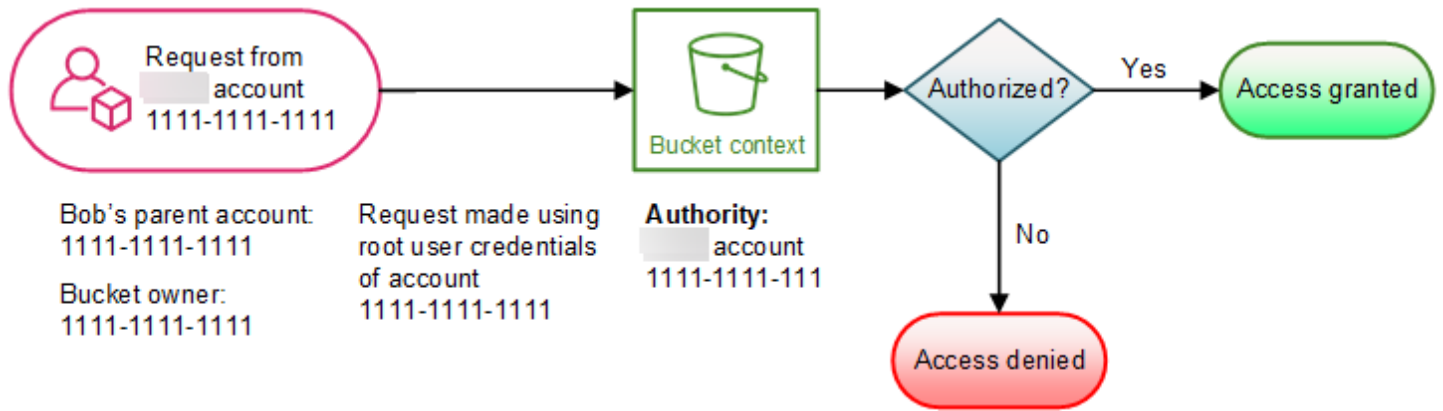 Request from
account
1111-1111-1111
Bucket context
Authorized?
Yes
Access granted
No
Access denied
Bob's parent account:
1111-1111-1111
Bucket owner:
1111-1111-1111
Request made using
root user credentials
of account
1111-1111-1111
Authority:
account
1111-1111-111